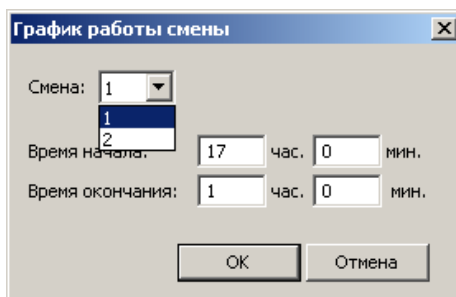 График работы смены
Смена: 1
1
2
Время начала: 17 час. 0 мин.
Время окончания: 1 час. 0 мин.
OK Отмена